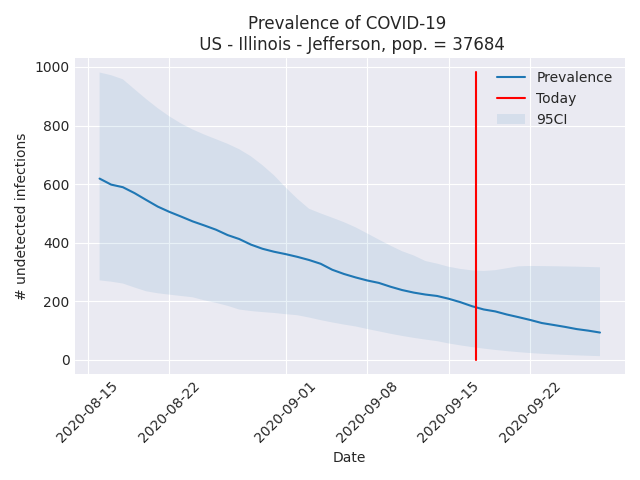 Prevalence of COVID-19
US - Illinois - Jefferson, pop. = 37684
# undetected infections
1000
800
600
400
200
0
Prevalence
Today
95CI
2020-08-15
2020-08-22
2020-09-01
2020-09-08
2020-09-15
2020-09-22
Date